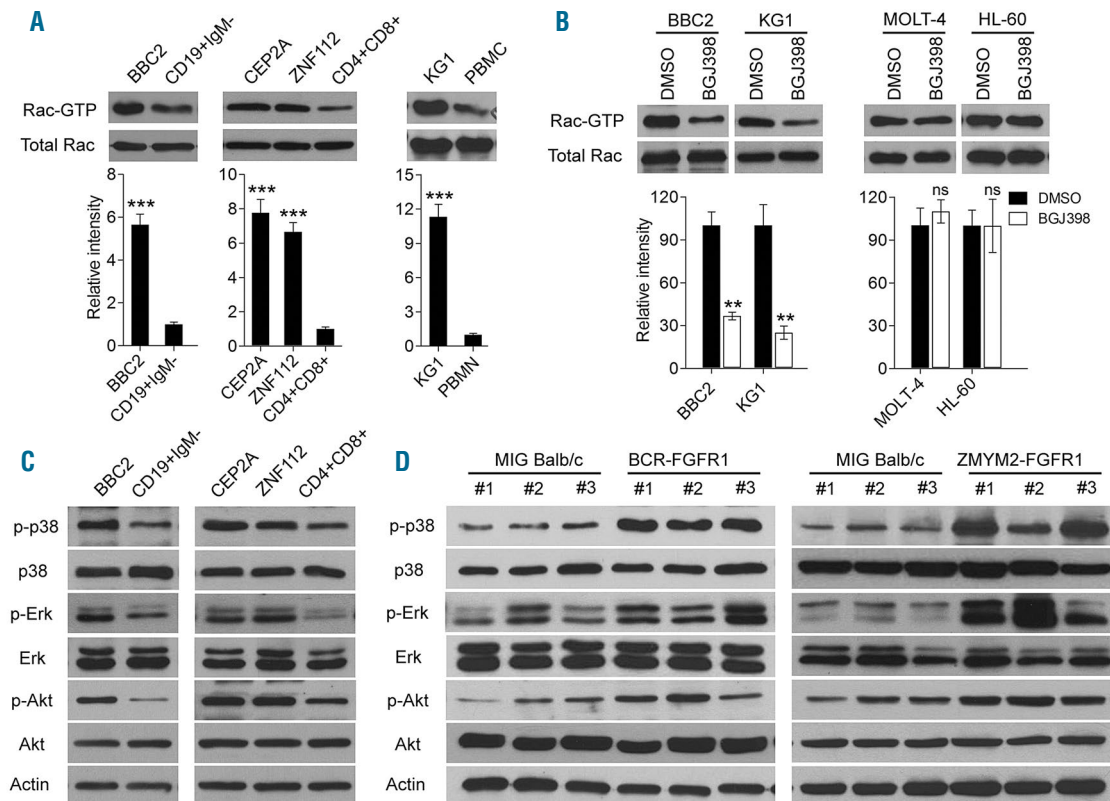 A
BBC2 CD19+IgM- CEP2A ZNF112 CD4+CD8+ KG1 PBMC
Rac-GTP
Total Rac
Relative intensity
8 6 4 2 0
***
10 8 6 4 2 0
*** ***
15 12 9 6 3 0
***
BBC2 CD19+IgM- CEP2A ZNF112 CD4+CD8+ KG1 PBMN
B
BBC2 KG1 MOLT-4 HL-60
DMSO BGJ398 DMSO BGJ398 DMSO BGJ398 DMSO BGJ398
Rac-GTP
Total Rac
Relative intensity
120 90 60 30 0
** **
120 90 60 30 0
ns ns
DMSO
BGJ398
BBC2 KG1 MOLT-4 HL-60
C
BBC2 CD19+IgM- CEP2A ZNF112 CD4+CD8+
p-p38
p38
p-Erk
Erk
p-Akt
Akt
Actin
D
MIG Balb/c BCR-FGFR1 MIG Balb/c ZMYM2-FGFR1
#1 #2 #3 #1 #2 #3 #1 #2 #3 #1 #2 #3
p-p38
p38
p-Erk
Erk
p-Akt
Akt
Actin